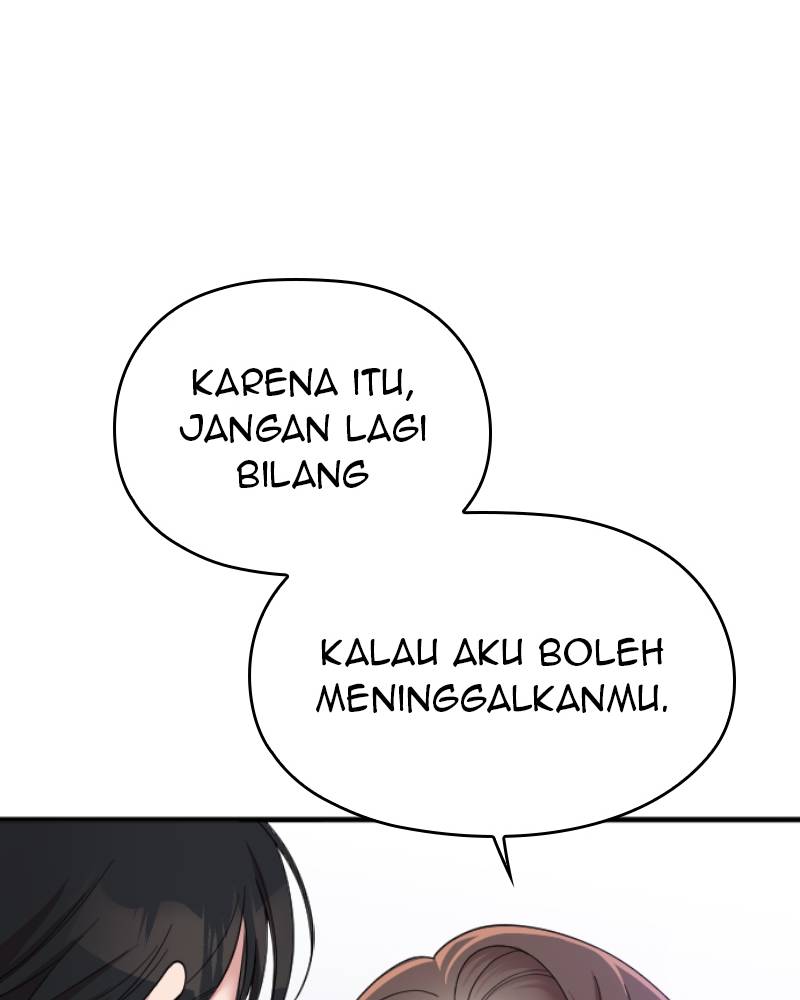 KARENA ITU,
JANGAN LAGI
BILANG
KALAU AKU BOLEH
MENINGGALKANMU.